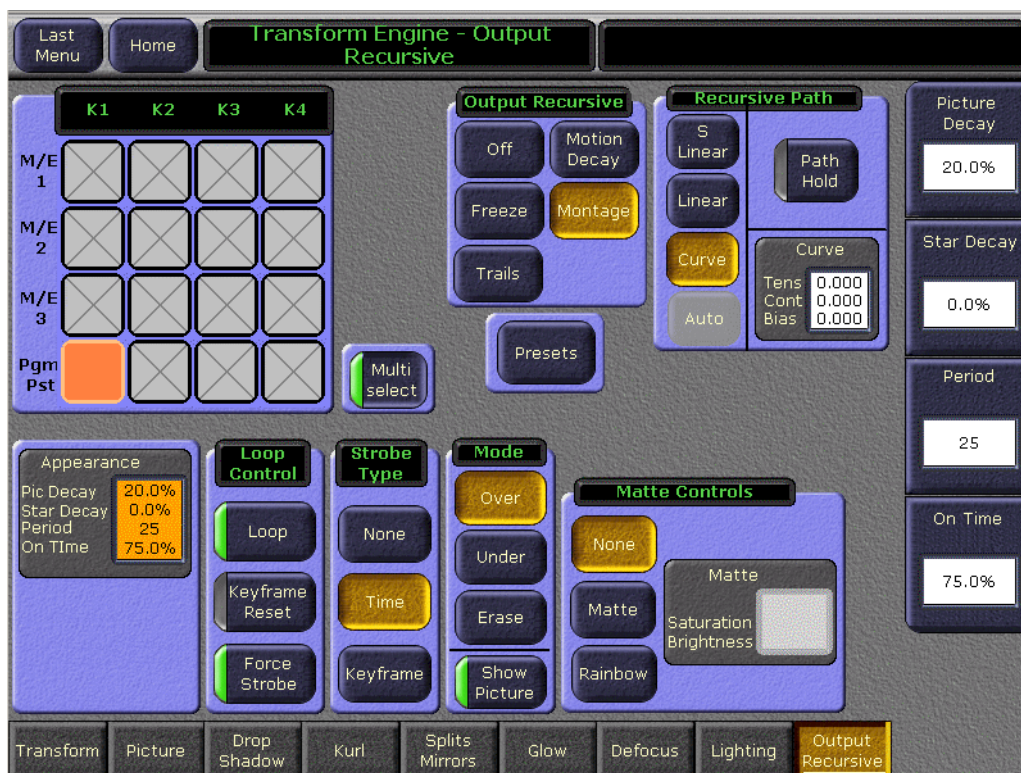 Last
Menu
Home
Transform Engine - Output
Recursive
K1 K2 K3 K4
M/E
1
M/E
2
M/E
3
Pgm
Pst
Multi
select
Output Recursive
Off
Motion
Decay
Freeze
Montage
Trails
Presets
Recursive Path
S
Linear
Linear
Curve
Auto
Path
Hold
Curve
Tens 0.000
Cont 0.000
Bias 0.000
Picture
Decay
20.0%
Star Decay
0.0%
Period
25
On Time
75.0%
Appearance
Pic Decay 20.0%
Star Decay 0.0%
Period 25
On TIme 75.0%
Loop
Control
Loop
Keyframe
Reset
Force
Strobe
Strobe
Type
None
Time
Keyframe
Mode
Over
Under
Erase
Show
Picture
Matte Controls
None
Matte
Rainbow
Matte
Saturation
Brightness
Transform
Picture
Drop
Shadow
Kurl
Splits
Mirrors
Glow
Defocus
Lighting
Output
Recursive